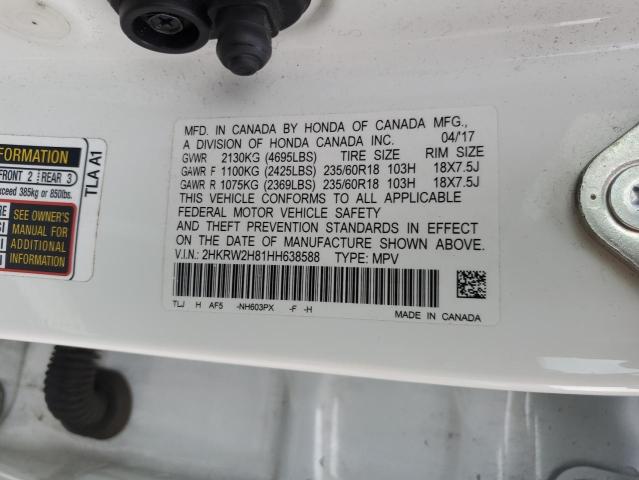 FORMATION
FRONT 2 REAR 3
exceed 385kg or 850lbs.
SEE OWNER'S
MANUAL FOR
ADDITIONAL
INFORMATION
TLA A1
MFD. IN CANADA BY HONDA OF CANADA MFG.,
A DIVISION OF HONDA CANADA INC. 04/'17
GVWR 2130KG (4695LBS) TIRE SIZE RIM SIZE
GAWR F 1100KG (2425LBS) 235/60R18 103H 18X7.5J
GAWR R 1075KG (2369LBS) 235/60R18 103H 18X7.5J
THIS VEHICLE CONFORMS TO ALL APPLICABLE
FEDERAL MOTOR VEHICLE SAFETY
AND THEFT PREVENTION STANDARDS IN EFFECT
ON THE DATE OF MANUFACTURE SHOWN ABOVE.
V.I.N.: 2HKRW2H81HH638588 TYPE: MPV
TLJ H AF5 -NH603PX -F -H
MADE IN CANADA